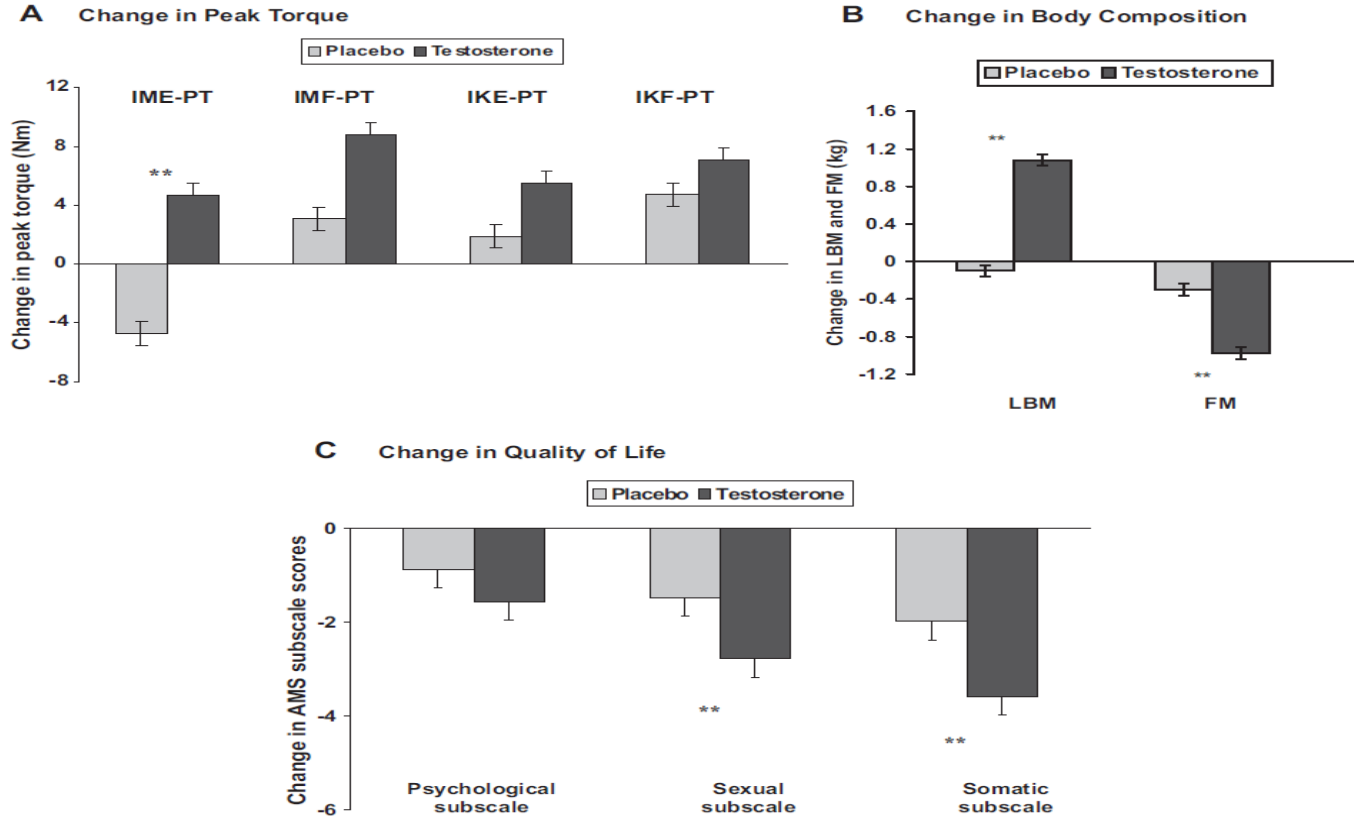 A Change in Peak Torque
Placebo Testosterone
IME-PT IMF-PT IKE-PT IKF-PT
Change in peak torque (Nm)
12
8
4
0
-4
-8
**
B Change in Body Composition
Placebo Testosterone
Change in LBM and FM (kg)
1.6
1.2
0.8
0.4
0
-0.4
-0.8
-1.2
**
**
LBM FM
C Change in Quality of Life
Placebo Testosterone
Change in AMS subscale scores
0
-2
-4
-6
**
**
Psychological subscale
Sexual subscale
Somatic subscale